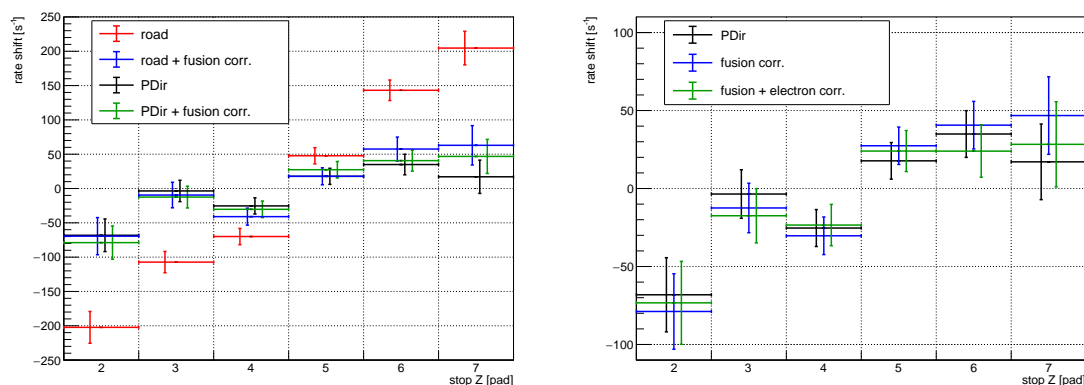 rate shift [s⁻¹]
250
200
150
100
50
0
−50
−100
−150
−200
−250
road
road + fusion corr.
PDir
PDir + fusion corr.
2 3 4 5 6 7
stop Z [pad]
rate shift [s⁻¹]
100
50
0
−50
−100
PDir
fusion corr.
fusion + electron corr.
2 3 4 5 6 7
stop Z [pad]